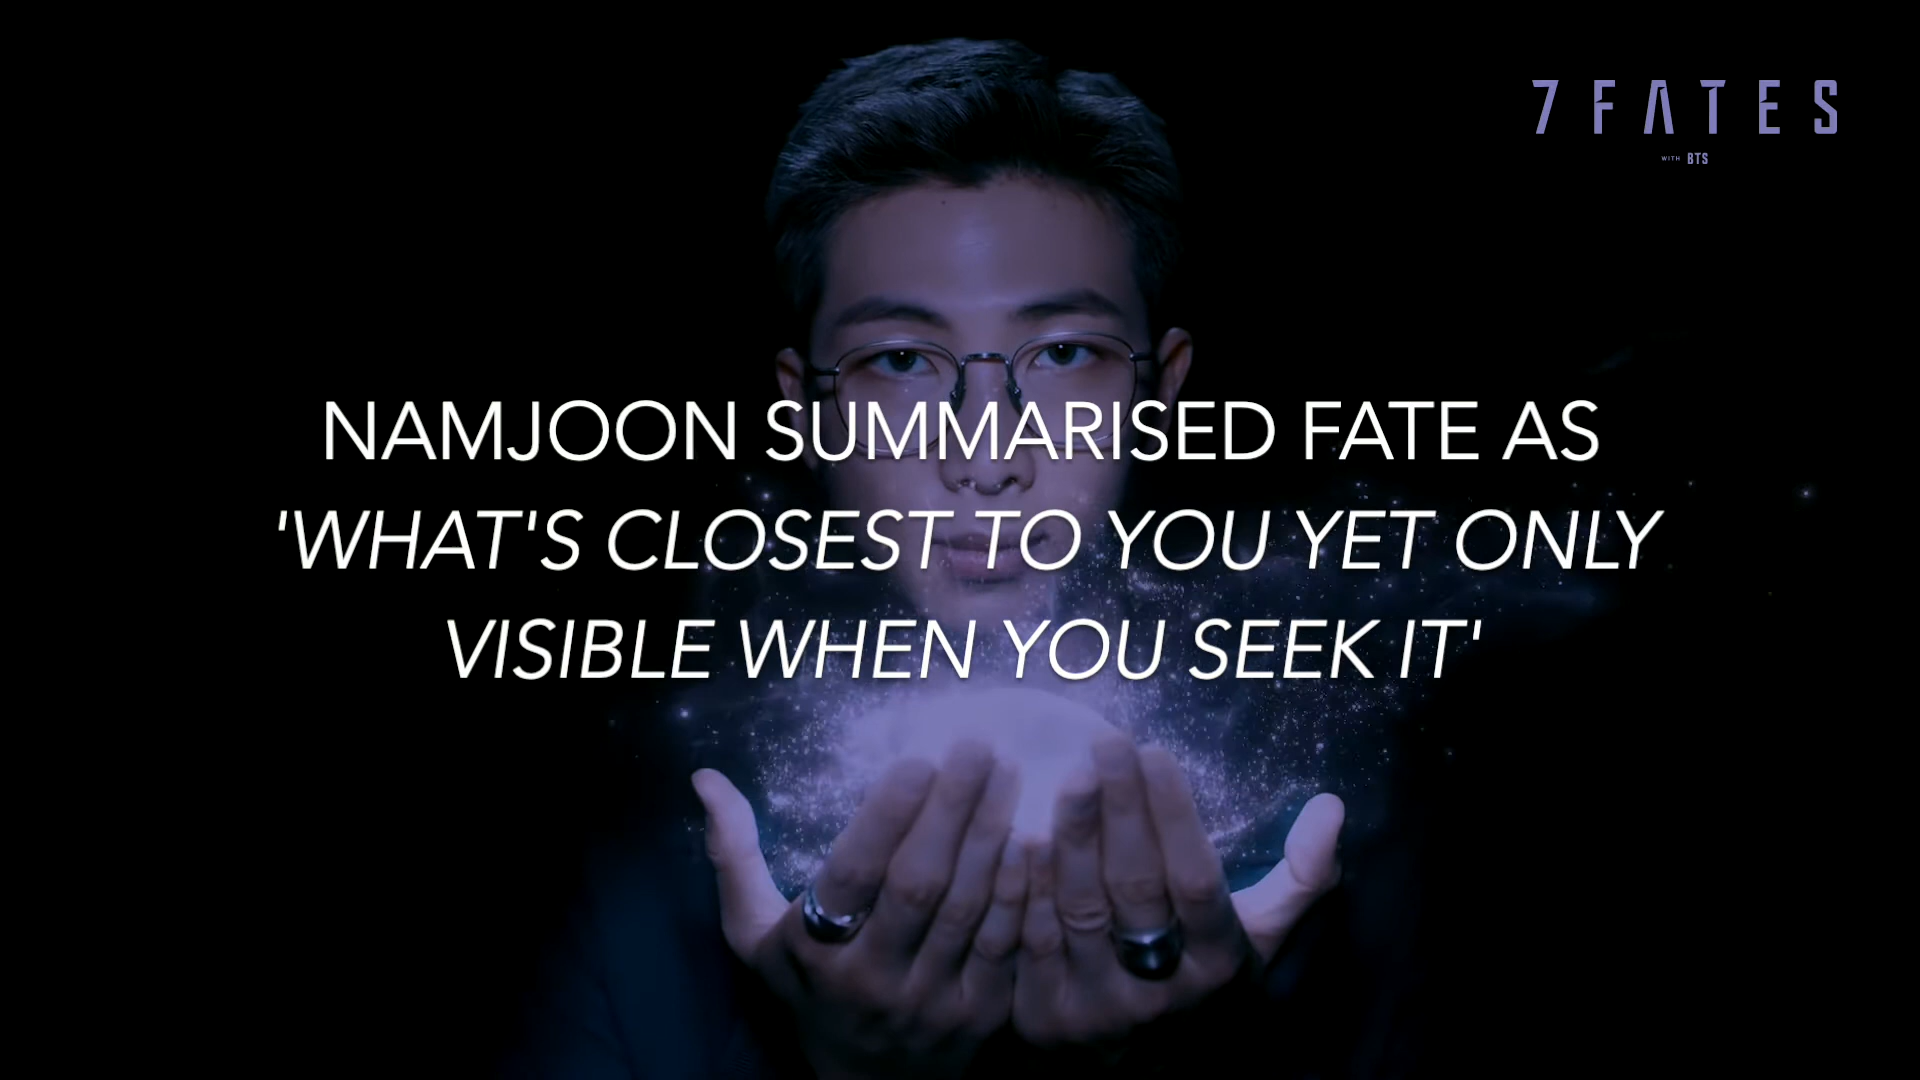 7 FATES
WITH BTS
NAMJOON SUMMARISED FATE AS
'WHAT'S CLOSEST TO YOU YET ONLY
VISIBLE WHEN YOU SEEK IT'